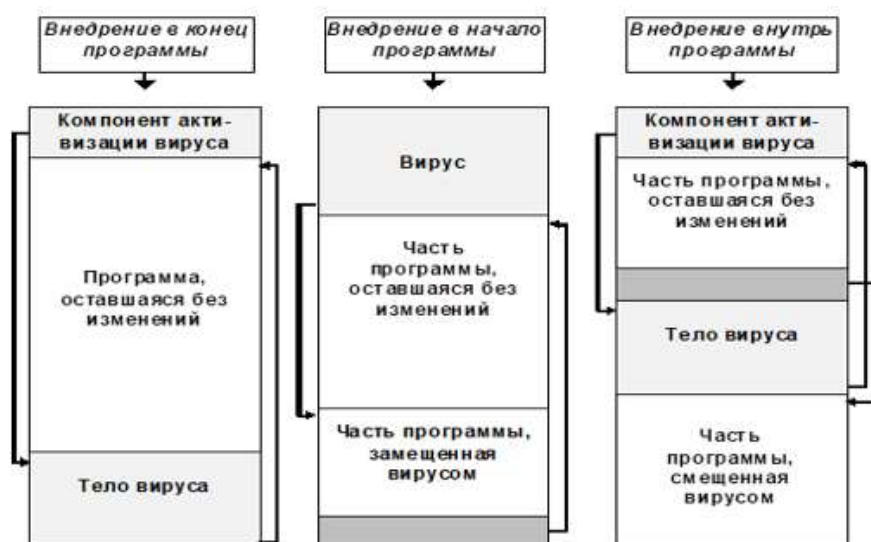 Внедрение в конец
программы
Компонент акти-
визации вируса
Программа,
оставшаяся без
изменений
Тело вируса
Внедрение в начало
программы
Вирус
Часть
программы,
оставшаяся без
изменений
Часть программы,
замещенная
вирусом
Внедрение внутрь
программы
Компонент акти-
визации вируса
Часть программы,
оставшаяся без
изменений
Тело вируса
Часть
программы,
смещенная
вирусом